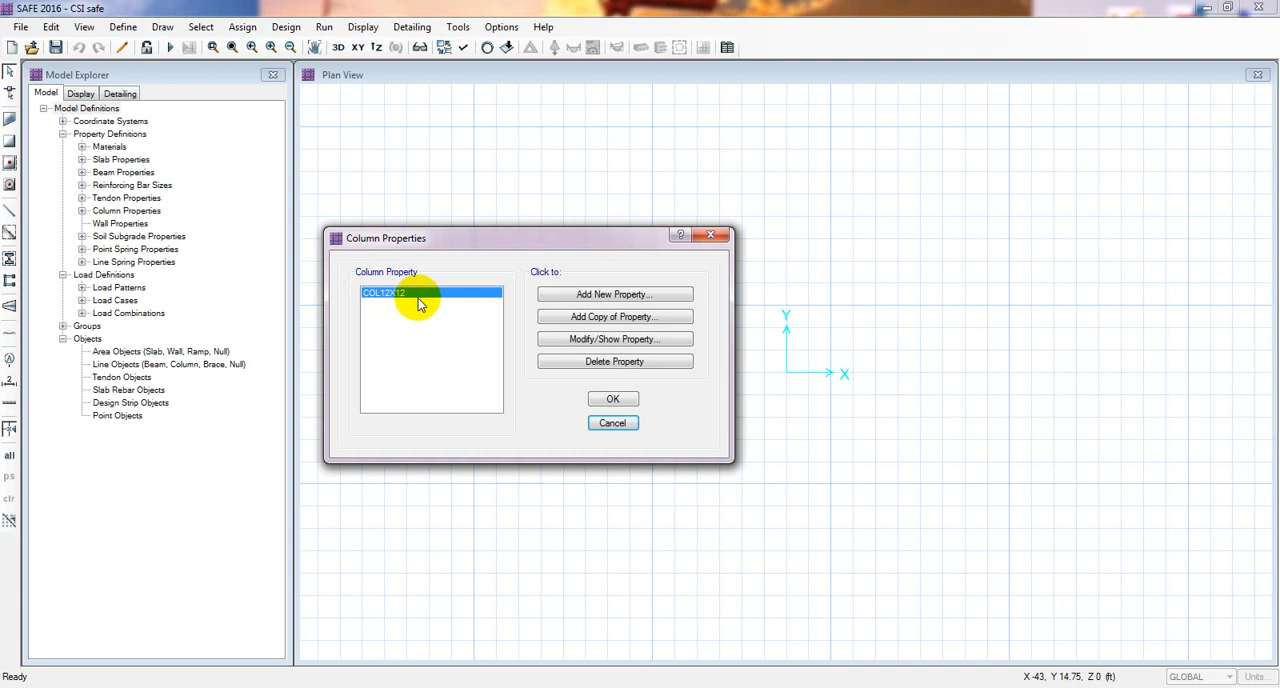 SAFE 2016 - CSI safe
File Edit View Define Draw Select Assign Design Run Display Detailing Tools Options Help
3D XY
Model Explorer
Plan View
Model Display Detailing
Model Definitions
Coordinate Systems
Property Definitions
Materials
Slab Properties
Beam Properties
Reinforcing Bar Sizes
Tendon Properties
Column Properties
Wall Properties
Soil Subgrade Properties
Point Spring Properties
Line Spring Properties
Load Definitions
Load Patterns
Load Cases
Load Combinations
Groups
Objects
Area Objects (Slab, Wall, Ramp, Null)
Line Objects (Beam, Column, Brace, Null)
Tendon Objects
Slab Rebar Objects
Design Strip Objects
Point Objects
all
ps
clr
Column Properties
?
Column Property
COL12X12
Click to:
Add New Property...
Add Copy of Property...
Modify/Show Property...
Delete Property
OK
Cancel
Y
X
Ready
X -43, Y 14.75, Z 0 (ft)
GLOBAL
Units...